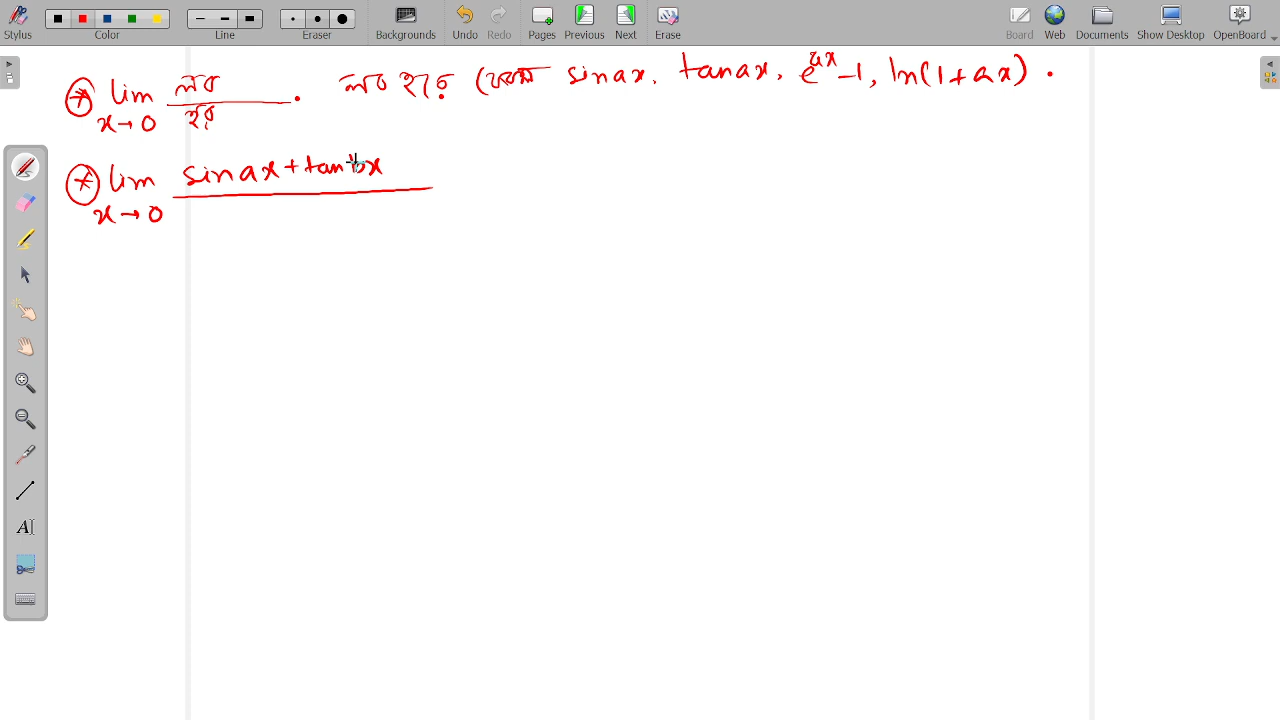 Stylus Color Line Eraser Backgrounds Undo Redo Pages Previous Next Erase Board Web Documents Show Desktop OpenBoard
lim x→0 লব/হর . লব হরে sin ax, tan ax, e^{ax}-1, ln(1+ax) .
lim x→0 sin ax + tan bx